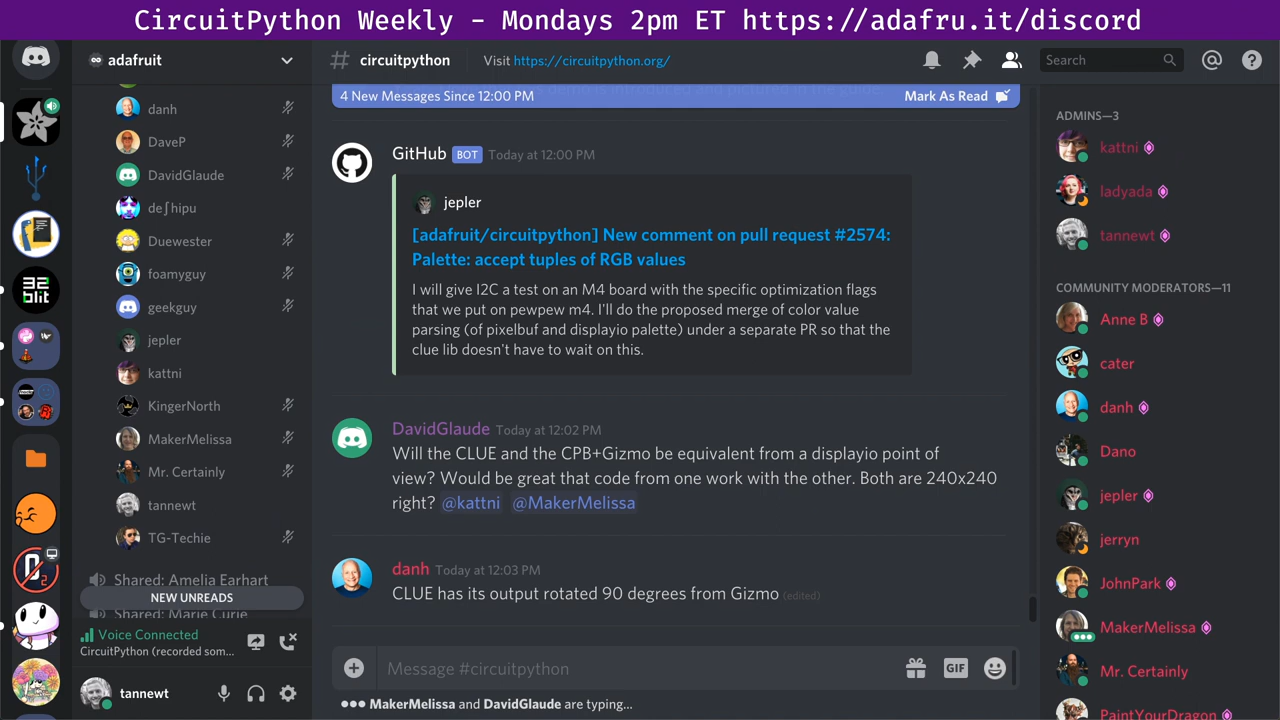 CircuitPython Weekly - Mondays 2pm ET https://adafru.it/discord
adafruit
danh
DaveP
DavidGlaude
de∫hipu
Duewester
foamyguy
geekguy
jepler
kattni
KingerNorth
MakerMelissa
Mr. Certainly
tannewt
TG-Techie
Shared: Amelia Earhart
NEW UNREADS
Shared: Marie Curie
Voice Connected
CircuitPython (recorded som...
tannewt
32
blit
# circuitpython
Visit https://circuitpython.org/
Search
4 New Messages Since 12:00 PM
Mark As Read
GitHub BOT Today at 12:00 PM
jepler
[adafruit/circuitpython] New comment on pull request #2574:
Palette: accept tuples of RGB values
I will give I2C a test on an M4 board with the specific optimization flags
that we put on pewpew m4. I'll do the proposed merge of color value
parsing (of pixelbuf and displayio palette) under a separate PR so that the
clue lib doesn't have to wait on this.
DavidGlaude Today at 12:02 PM
Will the CLUE and the CPB+Gizmo be equivalent from a displayio point of
view? Would be great that code from one work with the other. Both are 240x240
right? @kattni @MakerMelissa
danh Today at 12:03 PM
CLUE has its output rotated 90 degrees from Gizmo (edited)
Message #circuitpython
GIF
MakerMelissa and DavidGlaude are typing...
ADMINS—3
kattni
ladyada
tannewt
COMMUNITY MODERATORS—11
Anne B
cater
danh
Dano
jepler
jerryn
JohnPark
MakerMelissa
Mr. Certainly
PaintYourDragon